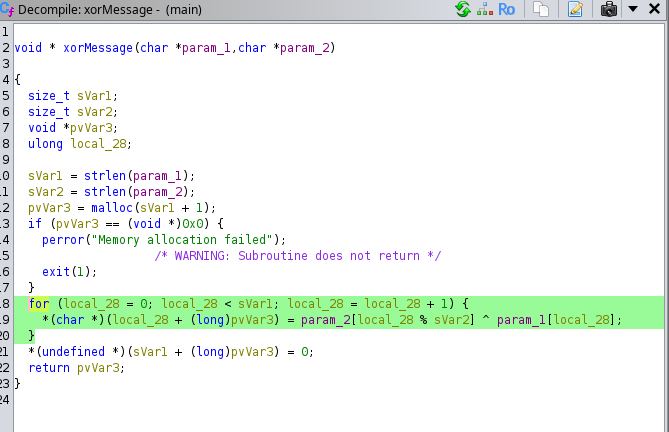 Decompile: xorMessage - (main)
Ro
1
2 void * xorMessage(char *param_1,char *param_2)
3
4 {
5 size_t sVar1;
6 size_t sVar2;
7 void *pvVar3;
8 ulong local_28;
9
10 sVar1 = strlen(param_1);
11 sVar2 = strlen(param_2);
12 pvVar3 = malloc(sVar1 + 1);
13 if (pvVar3 == (void *)0x0) {
14 perror("Memory allocation failed");
15 /* WARNING: Subroutine does not return */
16 exit(1);
17 }
18 for (local_28 = 0; local_28 < sVar1; local_28 = local_28 + 1) {
19 *(char *)(local_28 + (long)pvVar3) = param_2[local_28 % sVar2] ^ param_1[local_28];
20 }
21 *(undefined *)(sVar1 + (long)pvVar3) = 0;
22 return pvVar3;
23 }
24